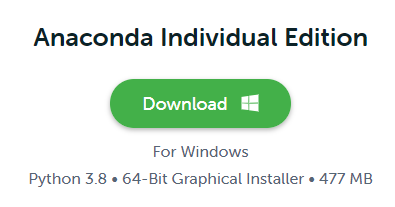 Anaconda Individual Edition
Download
For Windows
Python 3.8 • 64-Bit Graphical Installer • 477 MB